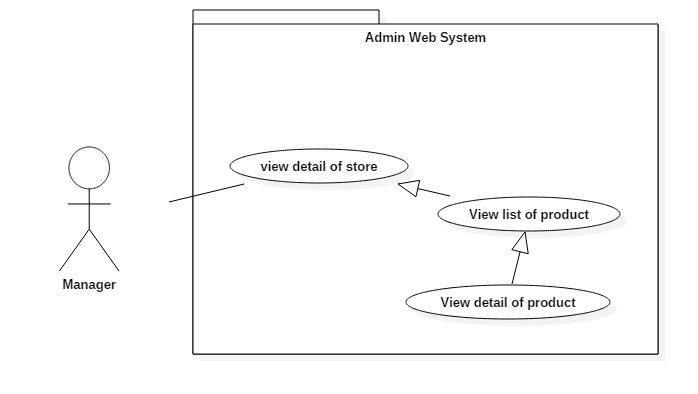 Admin Web System
view detail of store
View list of product
Manager
View detail of product